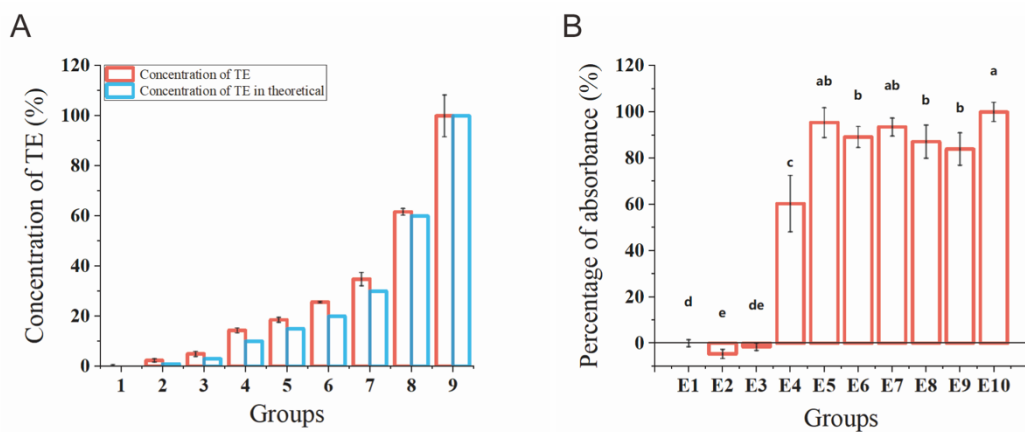 A
Concentration of TE (%)
120
100
80
60
40
20
0
Concentration of TE
Concentration of TE in theoretical
1 2 3 4 5 6 7 8 9
Groups
B
Percentage of absorbance (%)
120
100
80
60
40
20
0
20
d e de c ab b ab b b a
E1 E2 E3 E4 E5 E6 E7 E8 E9 E10
Groups